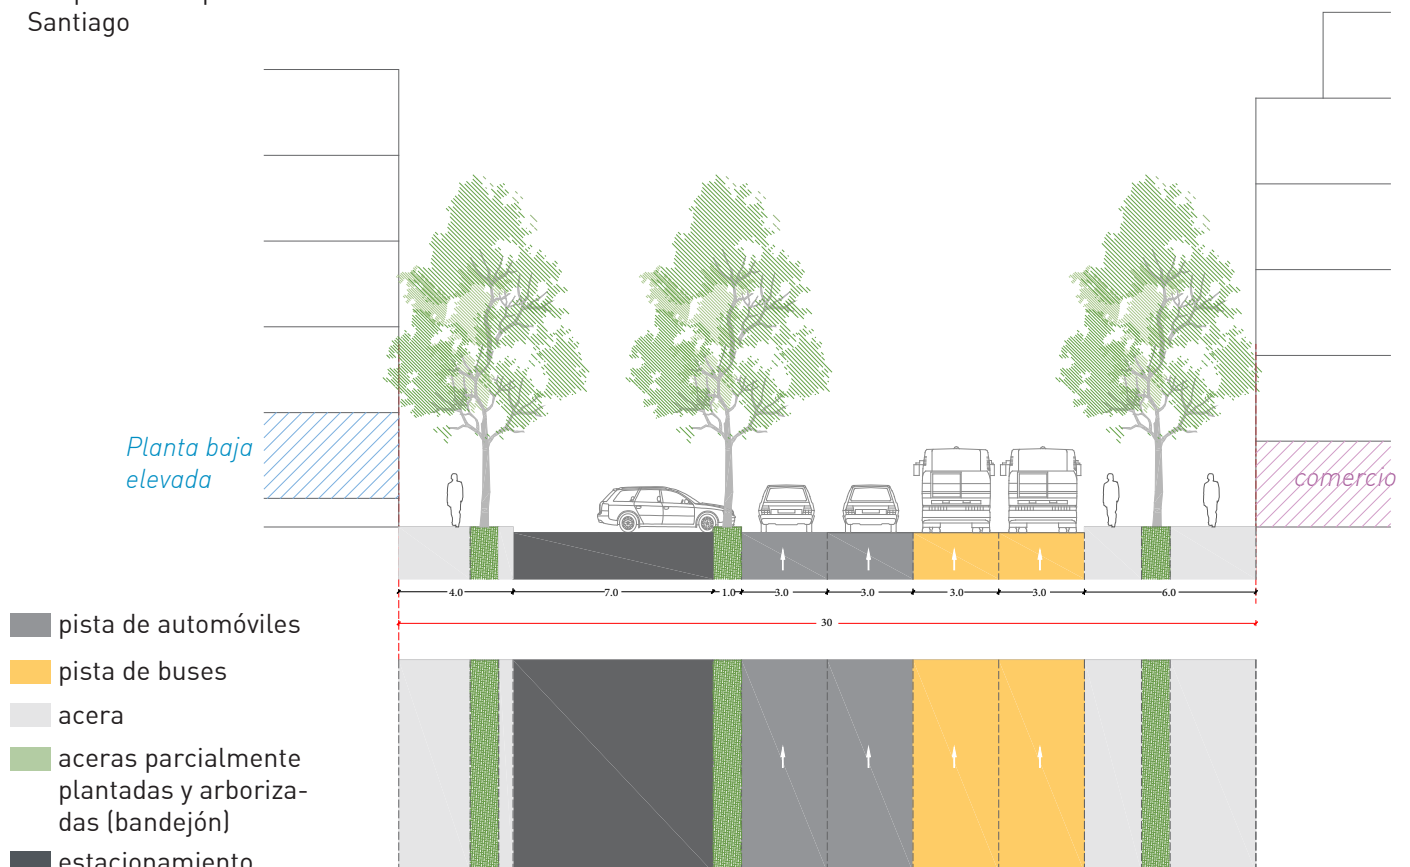 Santiago
Planta baja
elevada
comercio
4.0
7.0
1.0
3.0
3.0
3.0
3.0
6.0
30
pista de automóviles
pista de buses
acera
aceras parcialmente
plantadas y arboriza-
das (bandejón)
estacionamiento